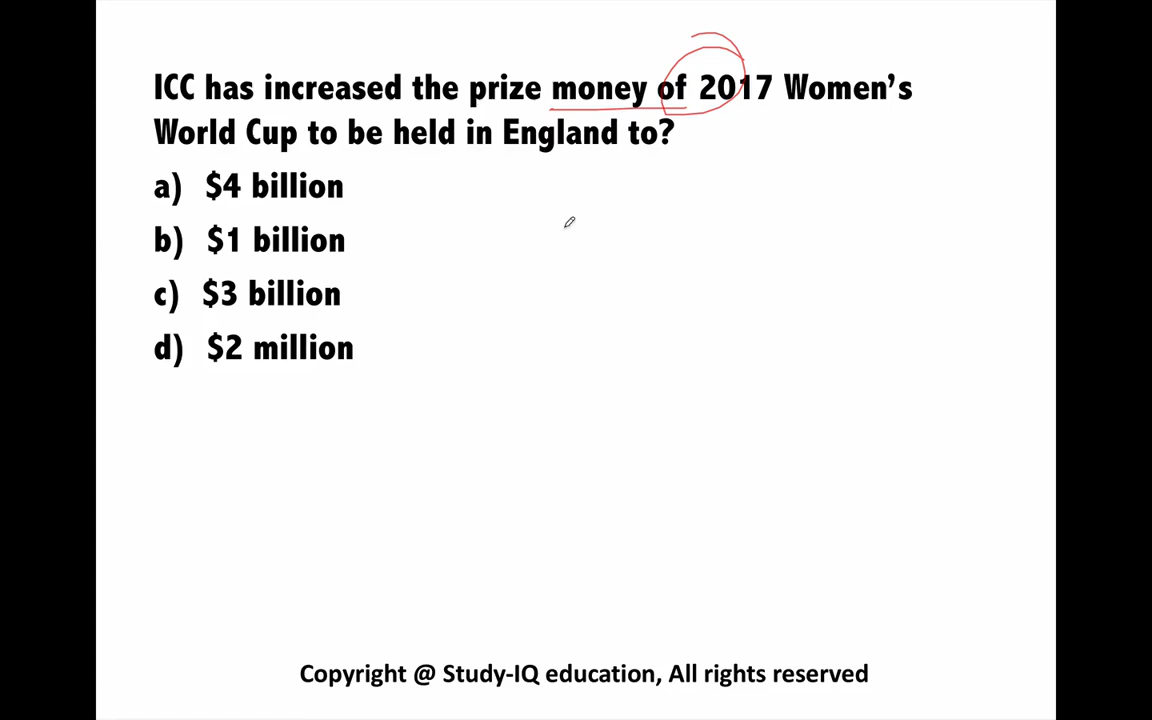 ICC has increased the prize money of 2017 Women's
World Cup to be held in England to?
a) $4 billion
b) $1 billion
c) $3 billion
d) $2 million
Copyright @ Study-IQ education, All rights reserved